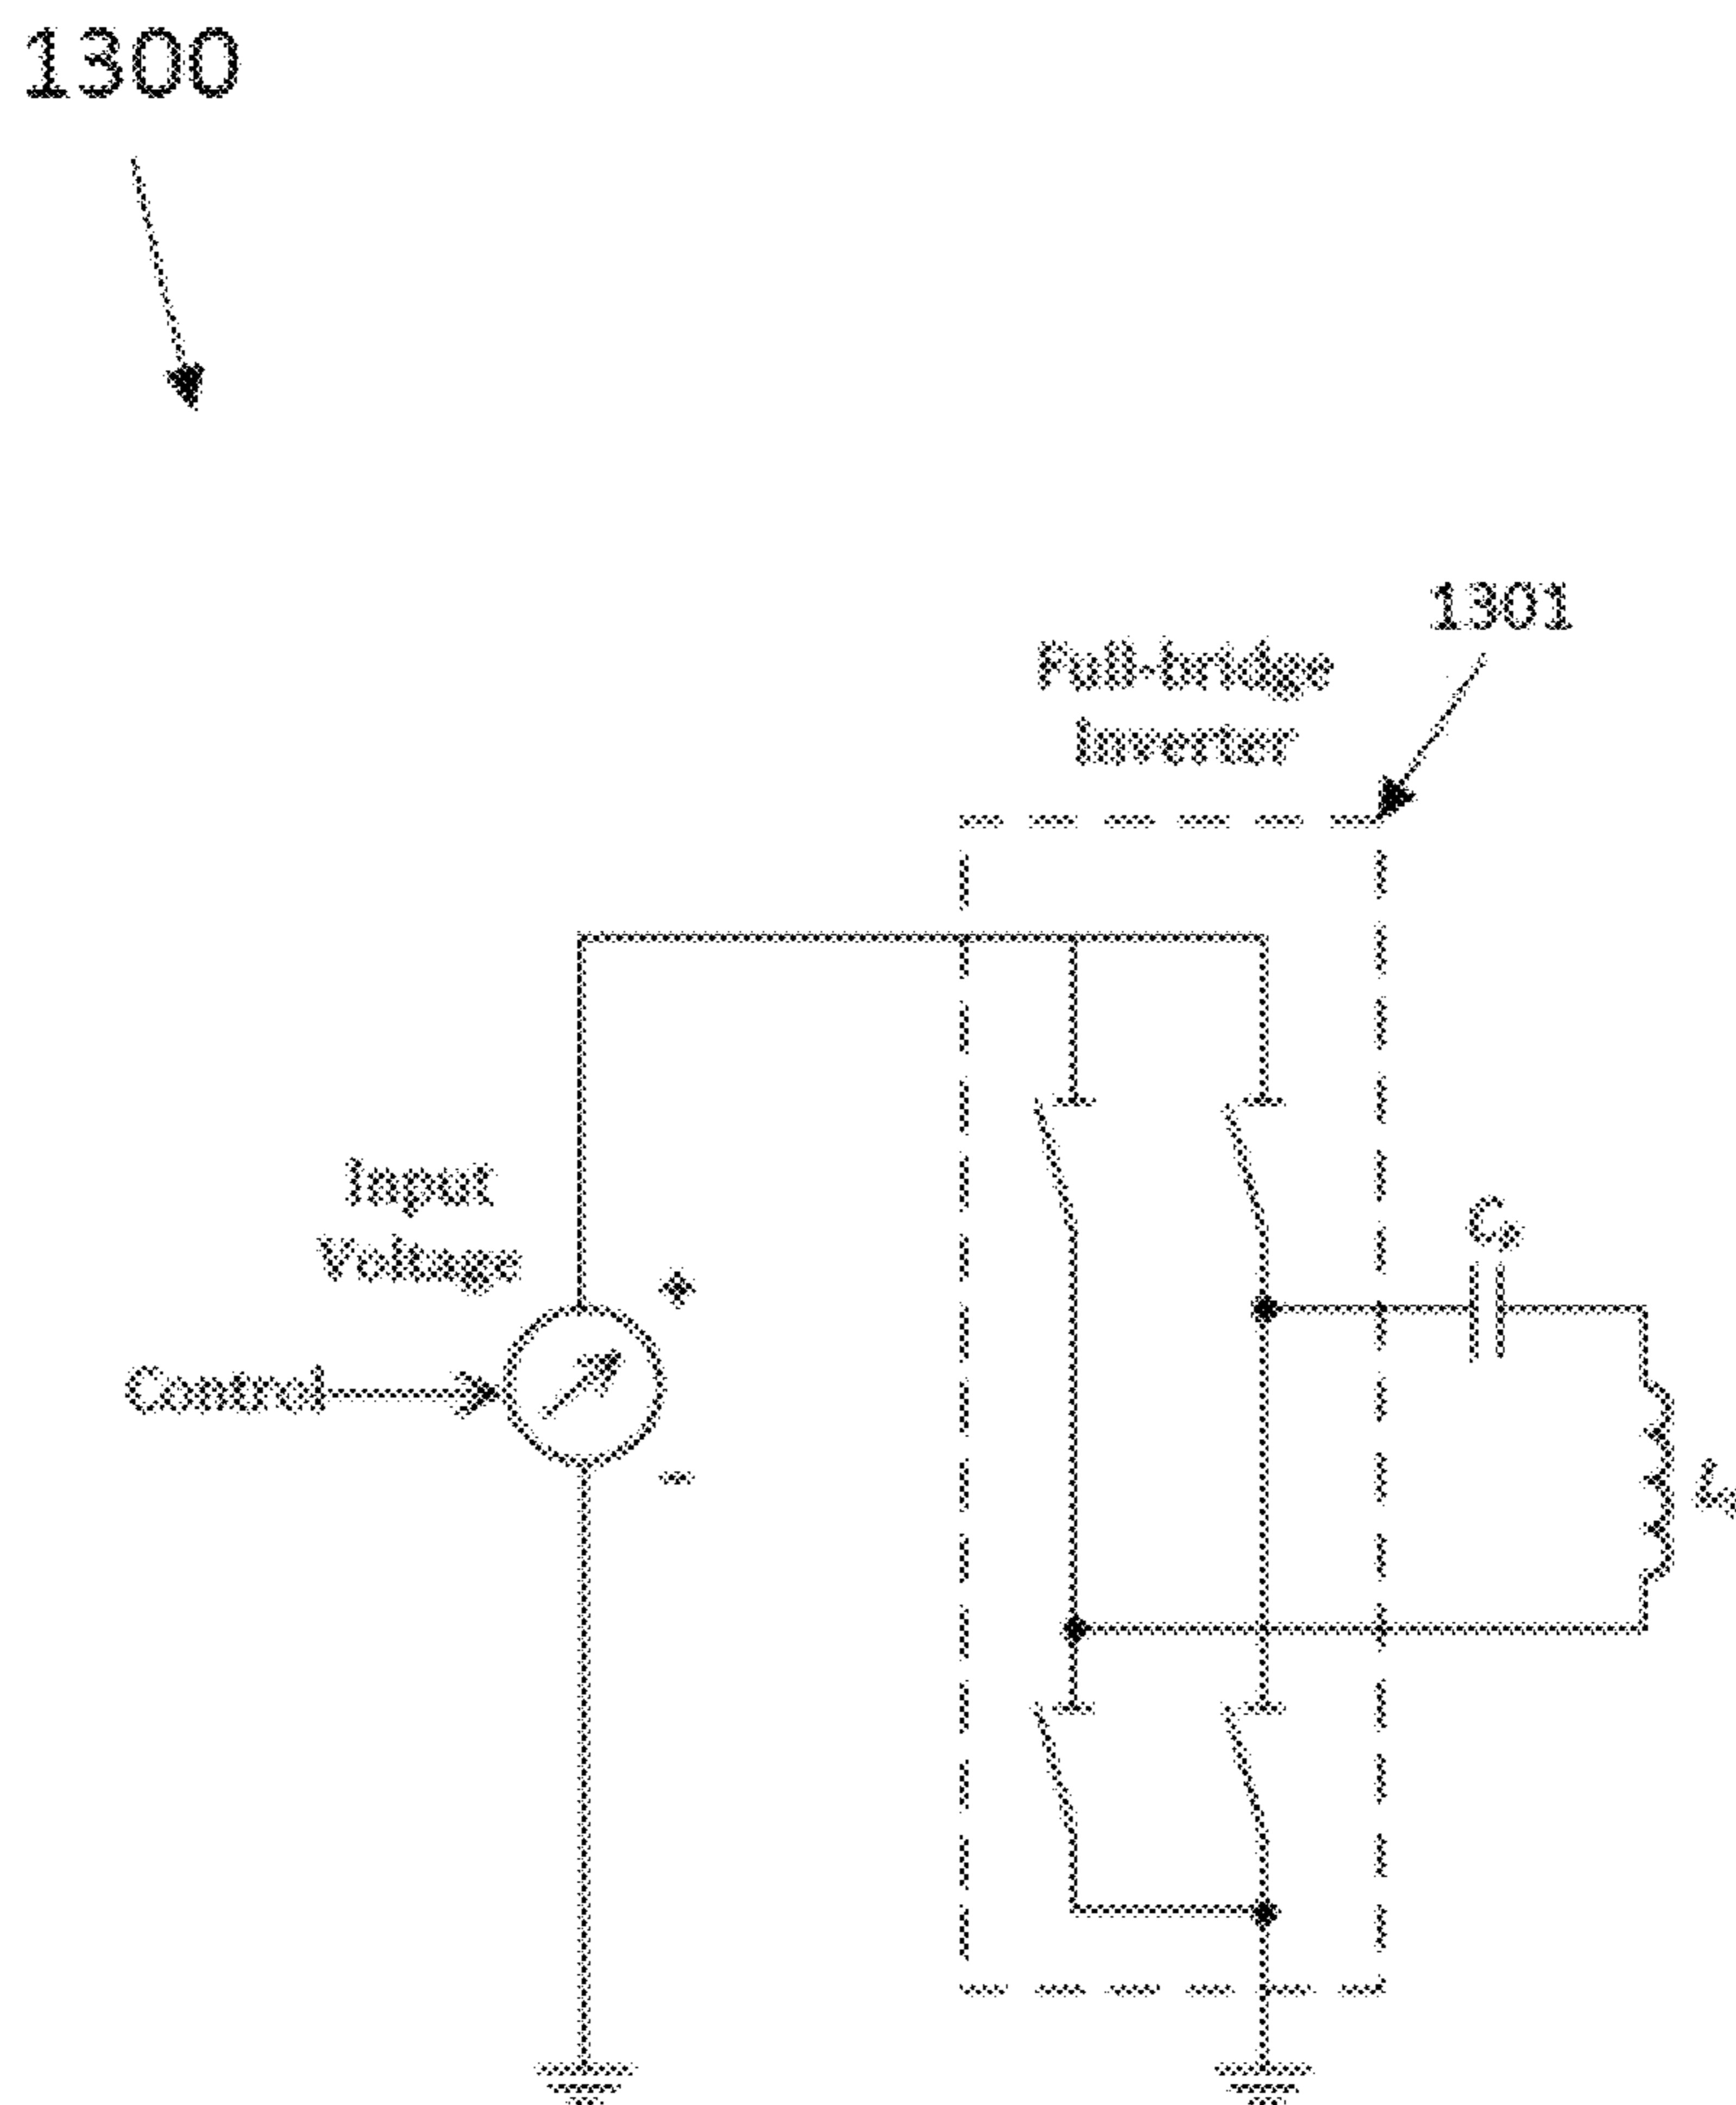 1300
1301
Full-bridge
Inverter
Input
Voltage
+
Control
-